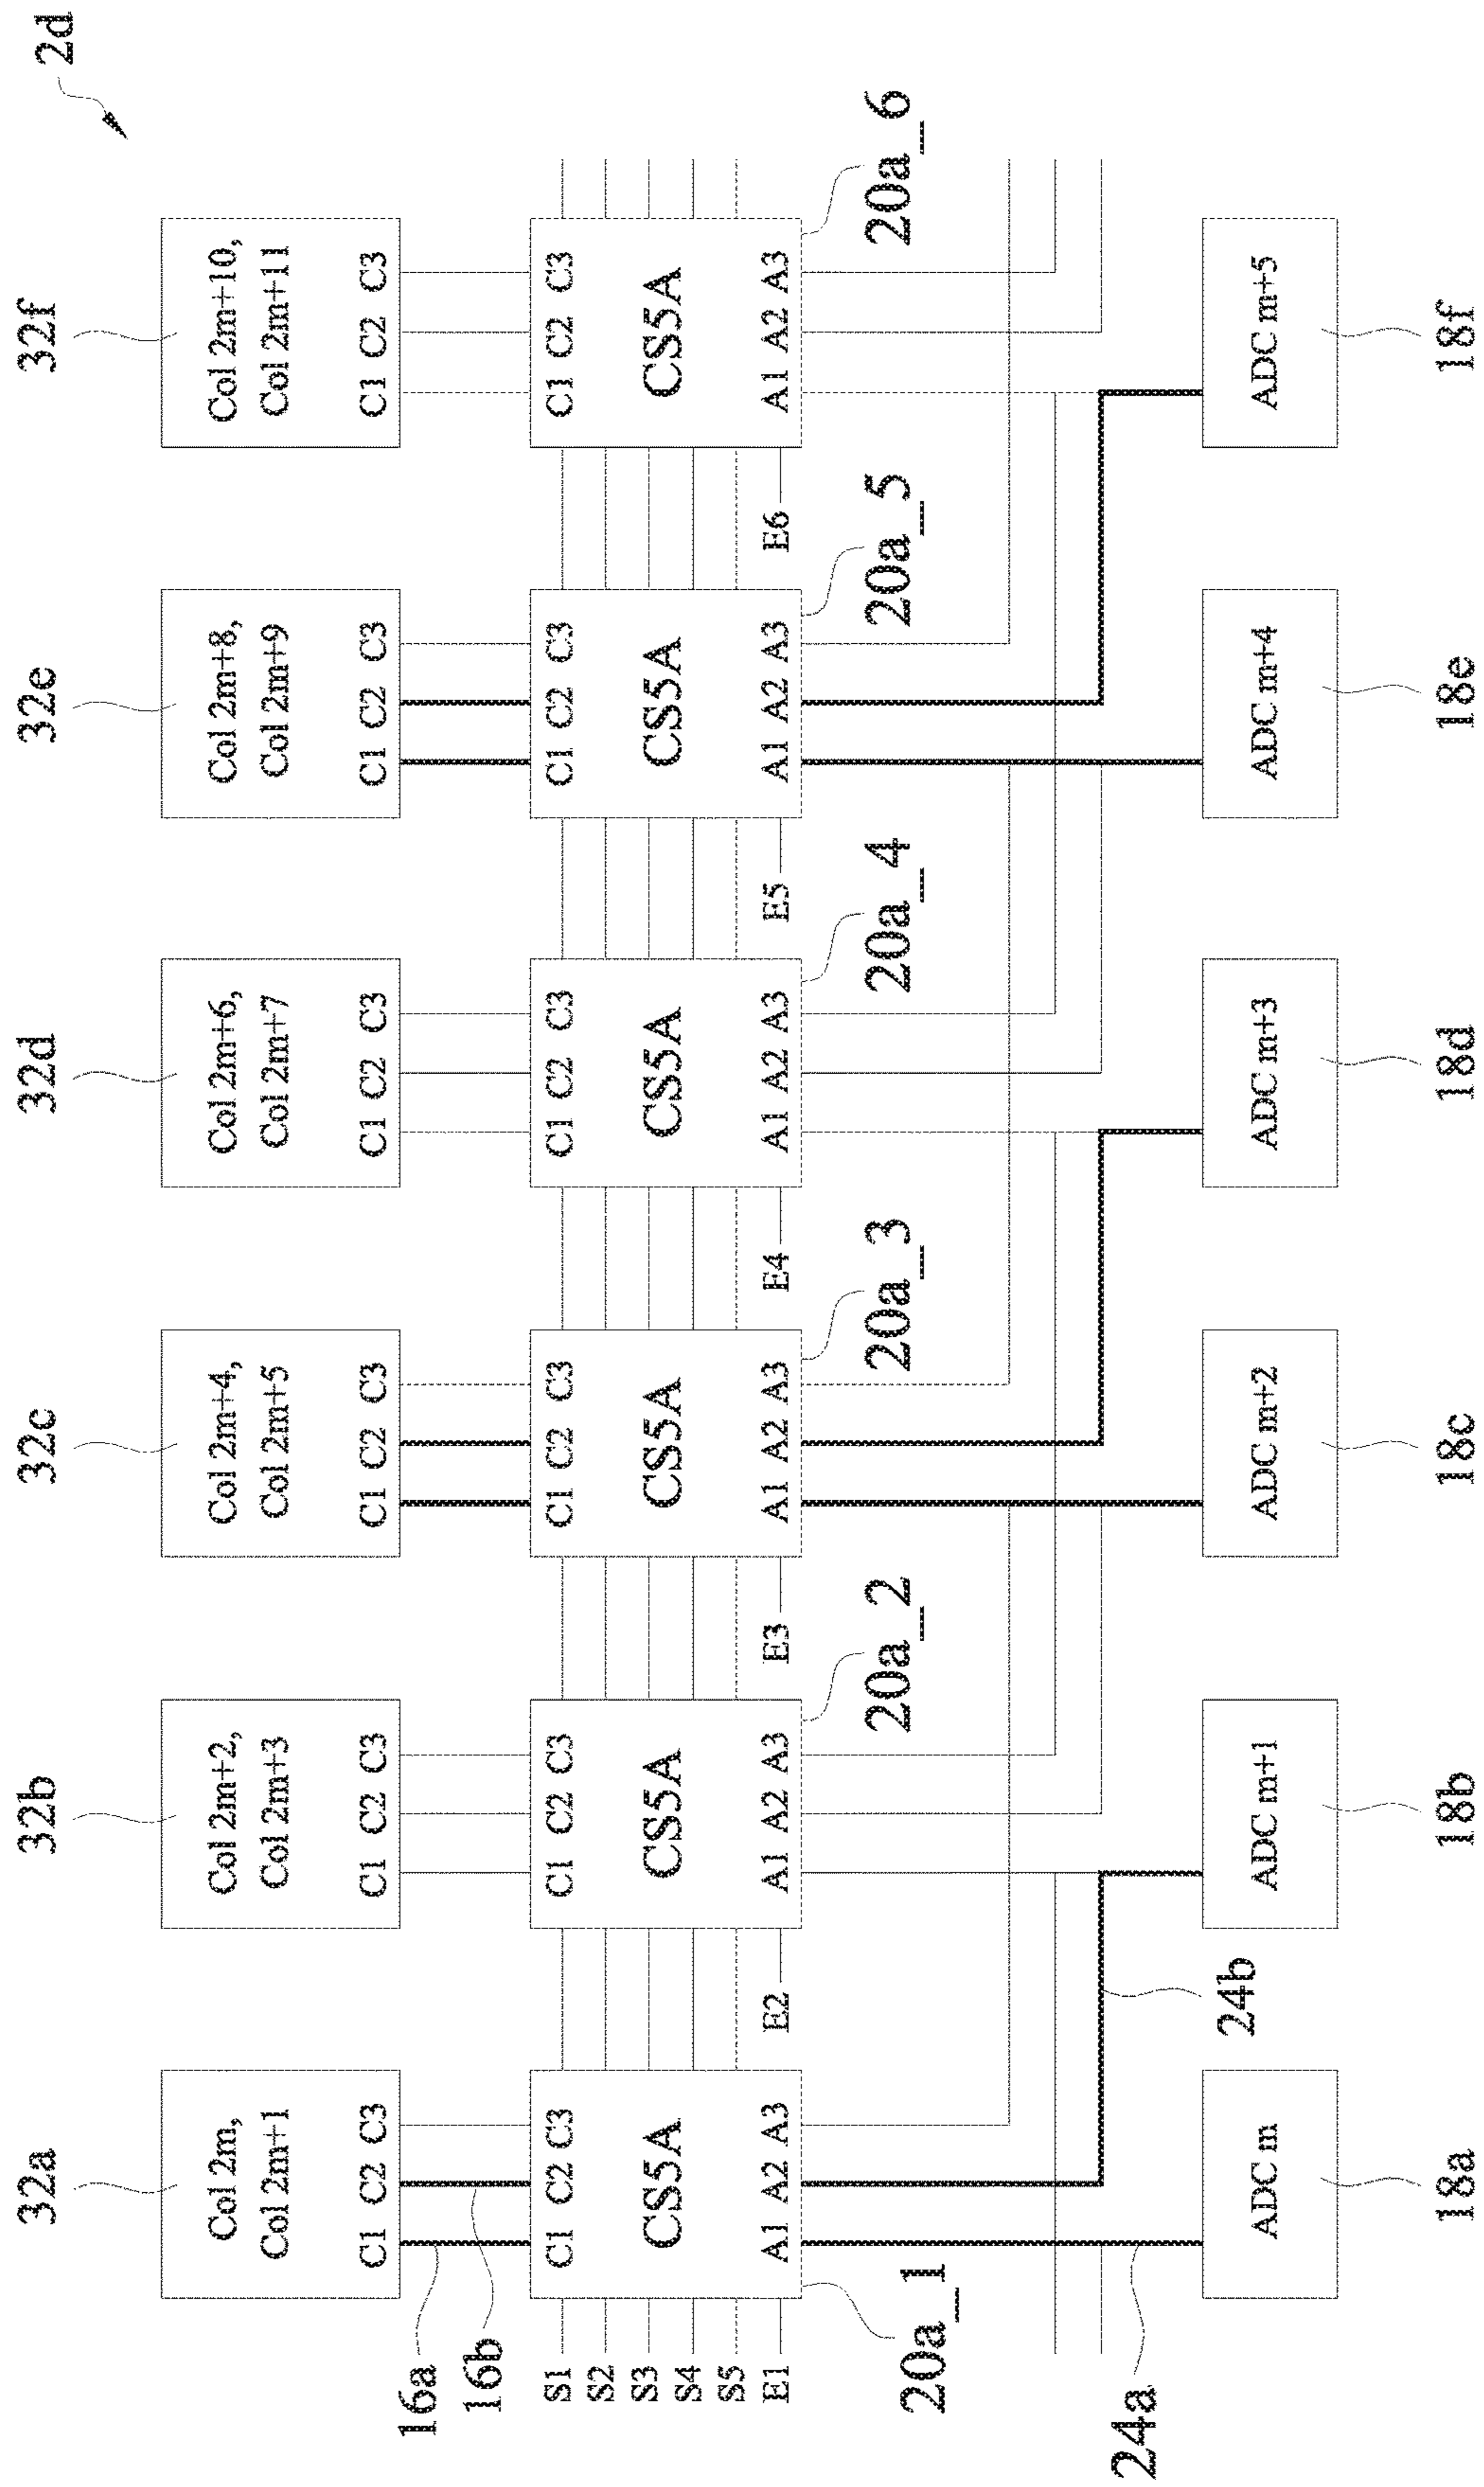 2d
32a
32b
32c
32d
32e
32f
Col 2m,
Col 2m+1
C1 C2 C3
Col 2m+2,
Col 2m+3
C1 C2 C3
Col 2m+4,
Col 2m+5
C1 C2 C3
Col 2m+6,
Col 2m+7
C1 C2 C3
Col 2m+8,
Col 2m+9
C1 C2 C3
Col 2m+10,
Col 2m+11
C1 C2 C3
16a
16b
S1
S2
S3
S4
S5
E1
C1 C2 C3
CS5A
A1 A2 A3
E2
C1 C2 C3
CS5A
A1 A2 A3
E3
C1 C2 C3
CS5A
A1 A2 A3
E4
C1 C2 C3
CS5A
A1 A2 A3
E5
C1 C2 C3
CS5A
A1 A2 A3
E6
C1 C2 C3
CS5A
A1 A2 A3
20a_1
20a_2
20a_3
20a_4
20a_5
20a_6
24a
24b
ADC m
ADC m+1
ADC m+2
ADC m+3
ADC m+4
ADC m+5
18a
18b
18c
18d
18e
18f